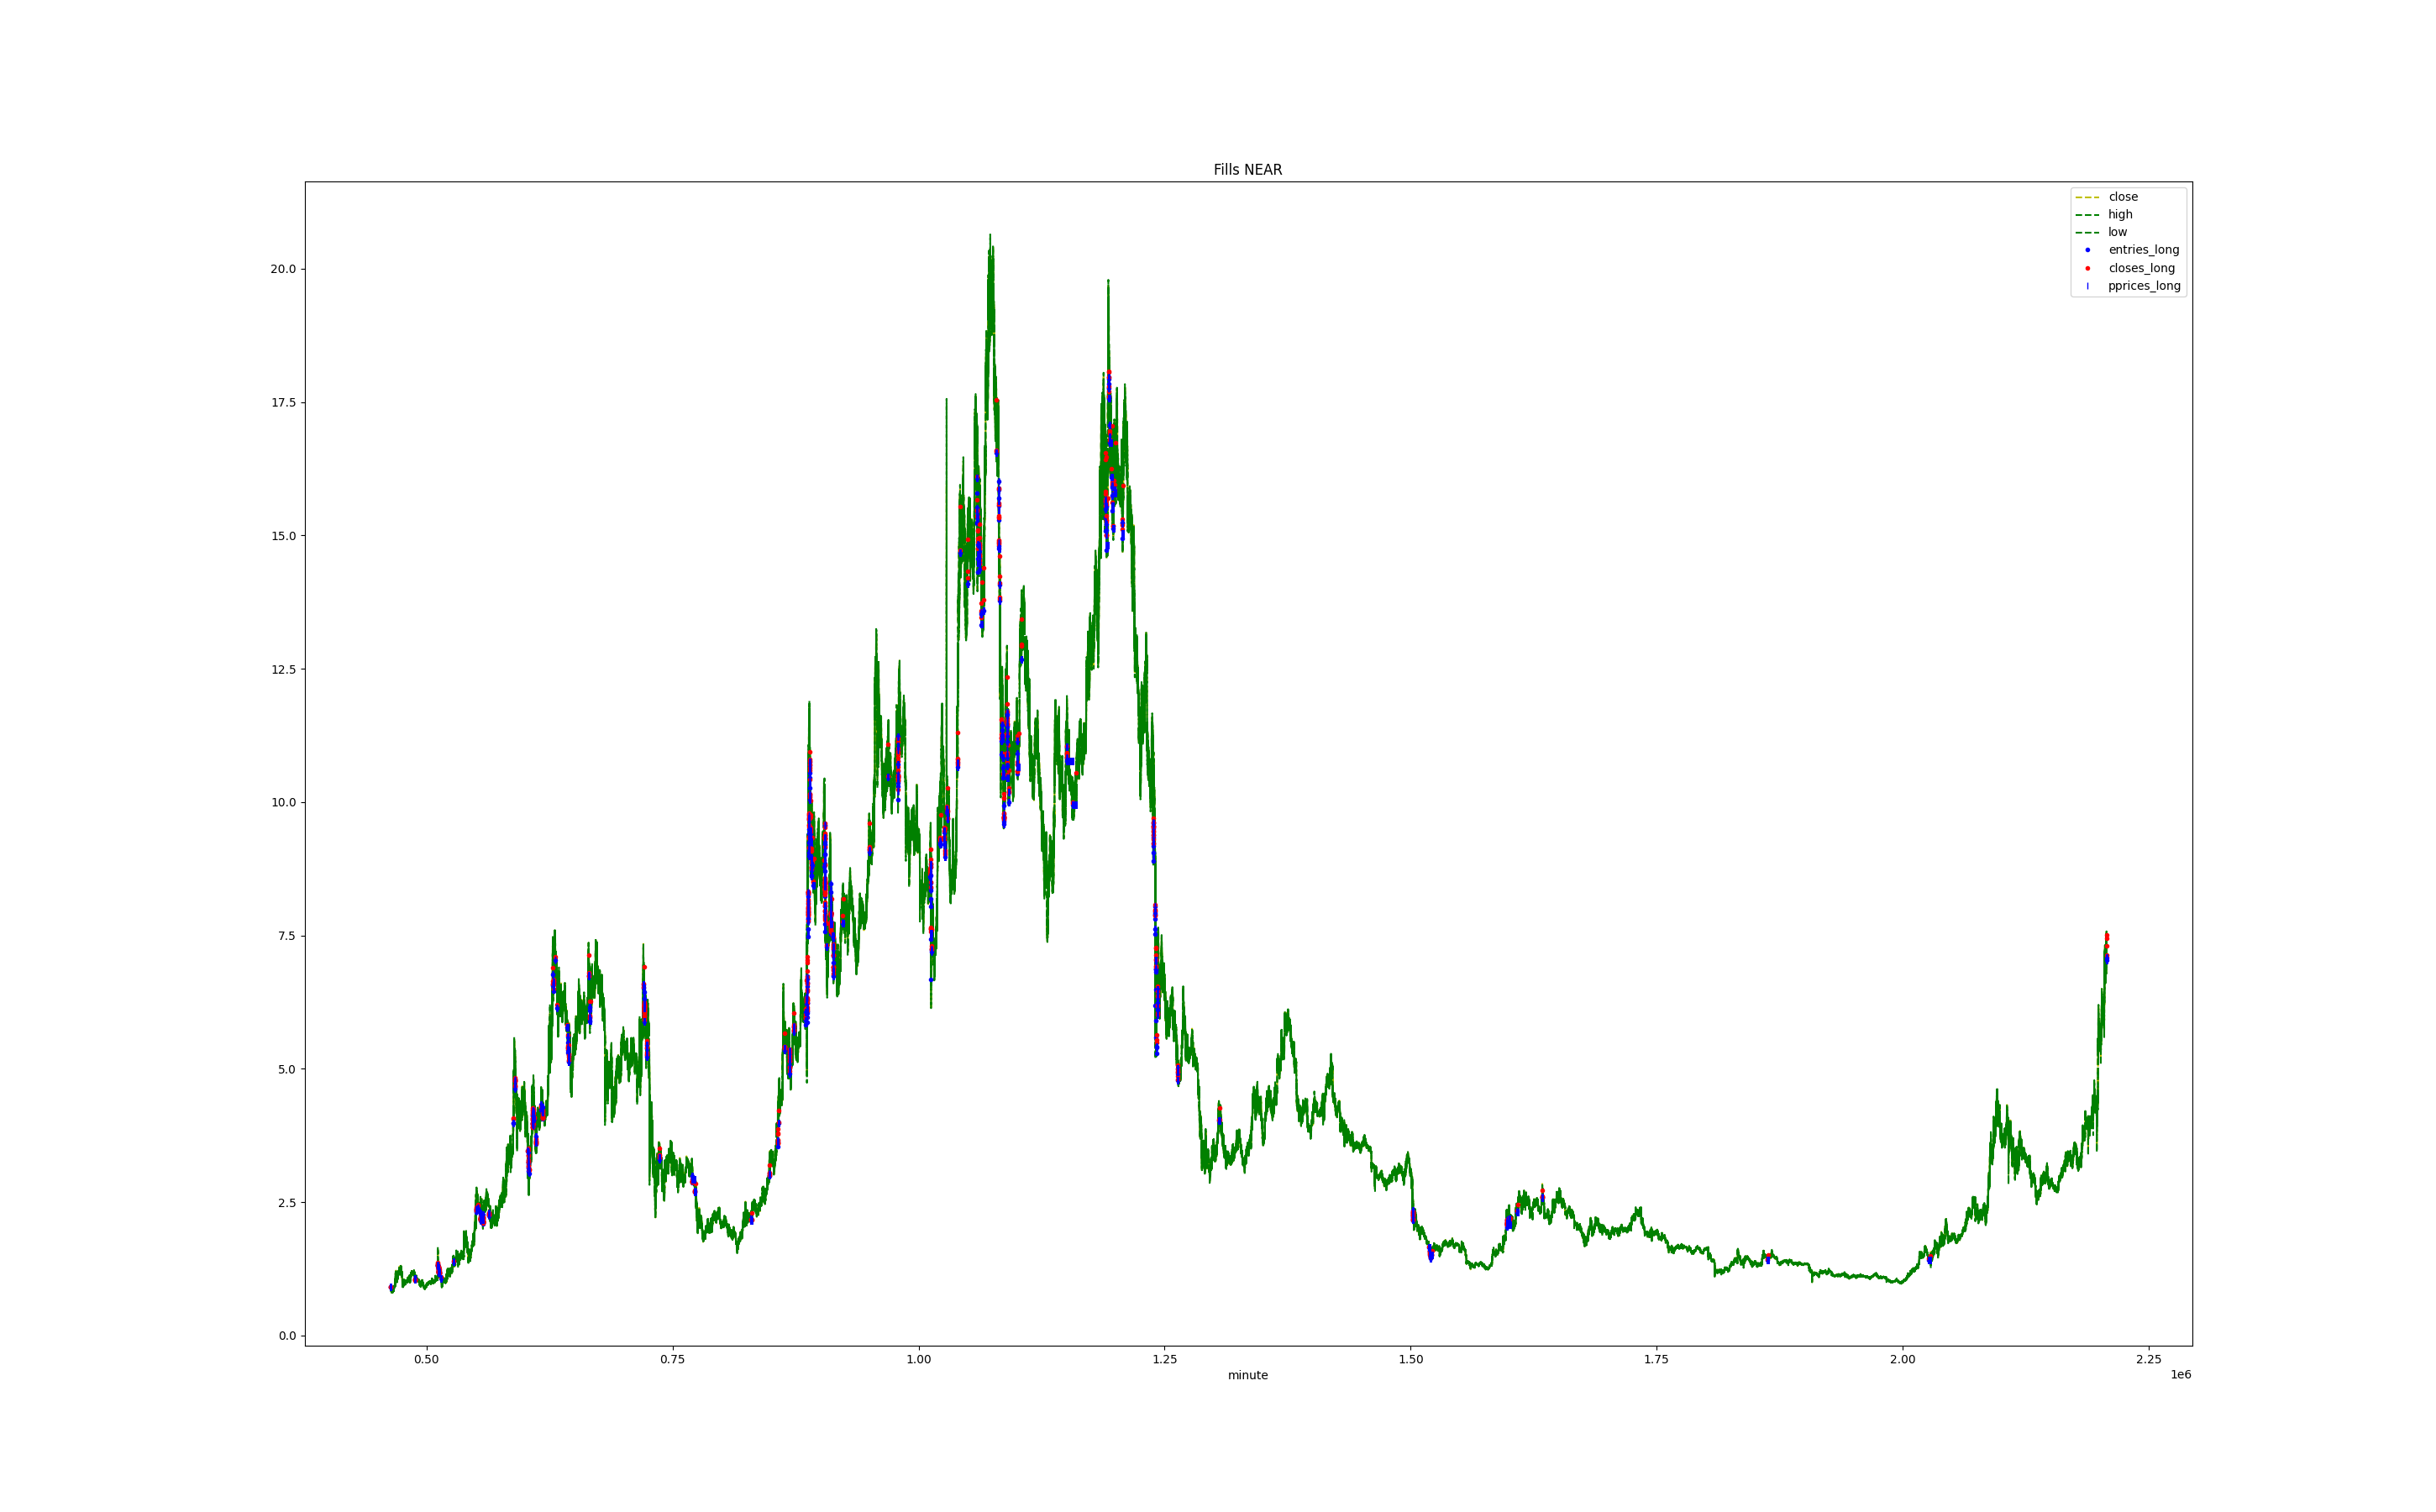 Fills NEAR
close
high
low
entries_long
closes_long
pprices_long
20.0
17.5
15.0
12.5
10.0
7.5
5.0
2.5
0.0
0.50 0.75 1.00 1.25 1.50 1.75 2.00 2.25
minute 1e6